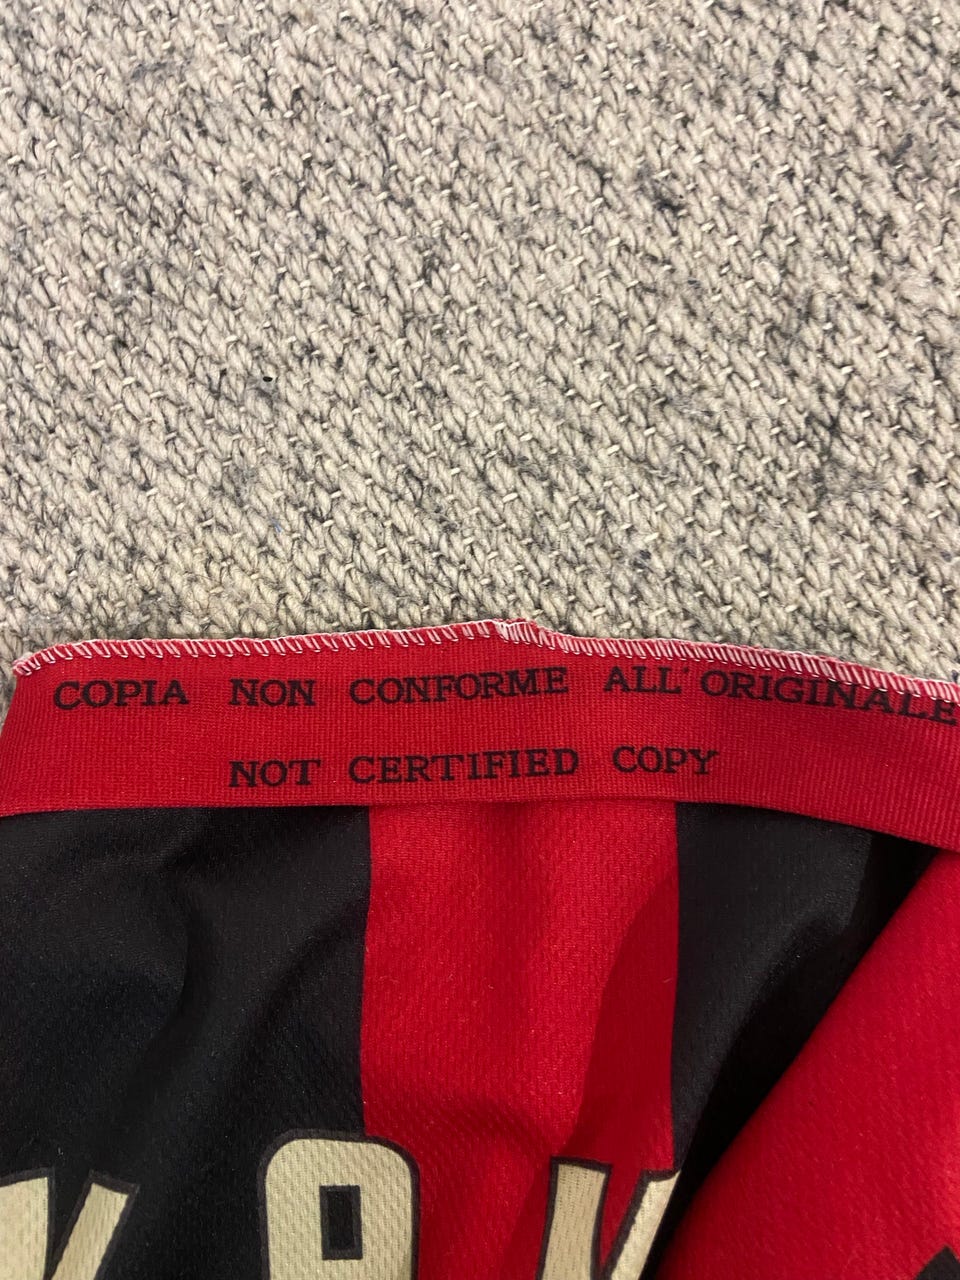 COPIA NON CONFORME ALL'ORIGINALE
NOT CERTIFIED COPY